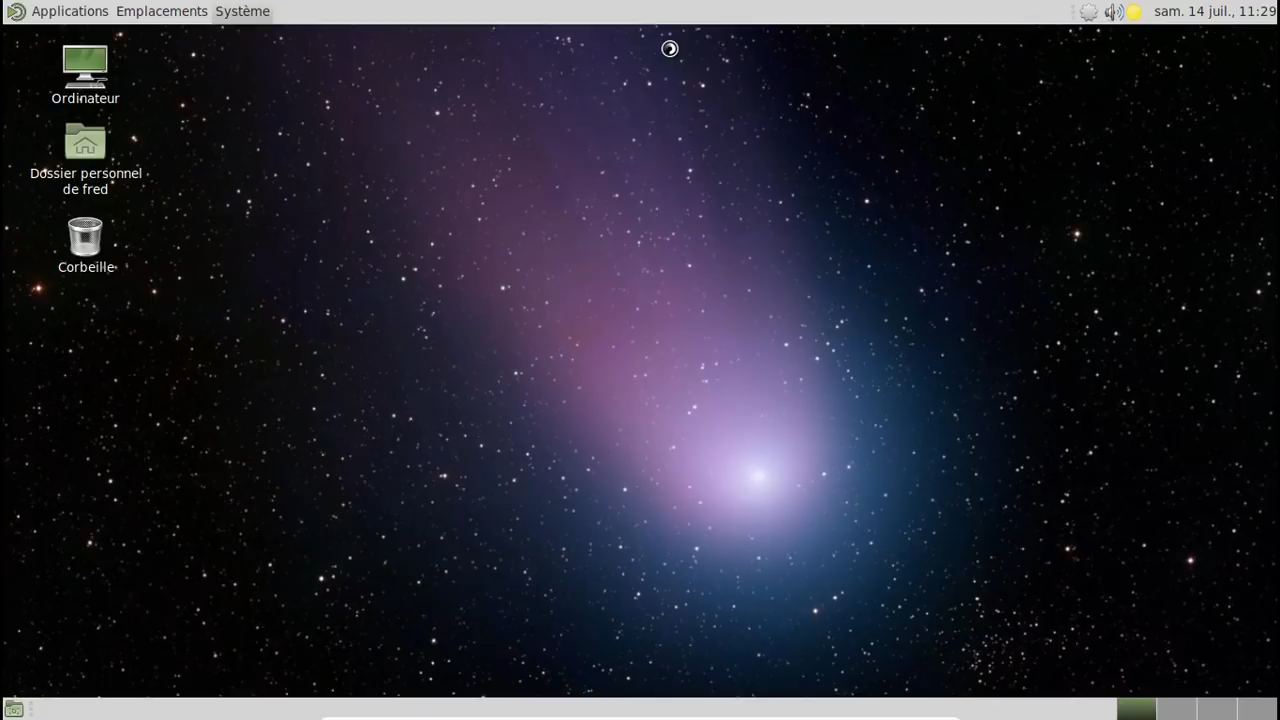 Applications Emplacements Système sam. 14 juil., 11:29
Ordinateur
Dossier personnel
de fred
Corbeille